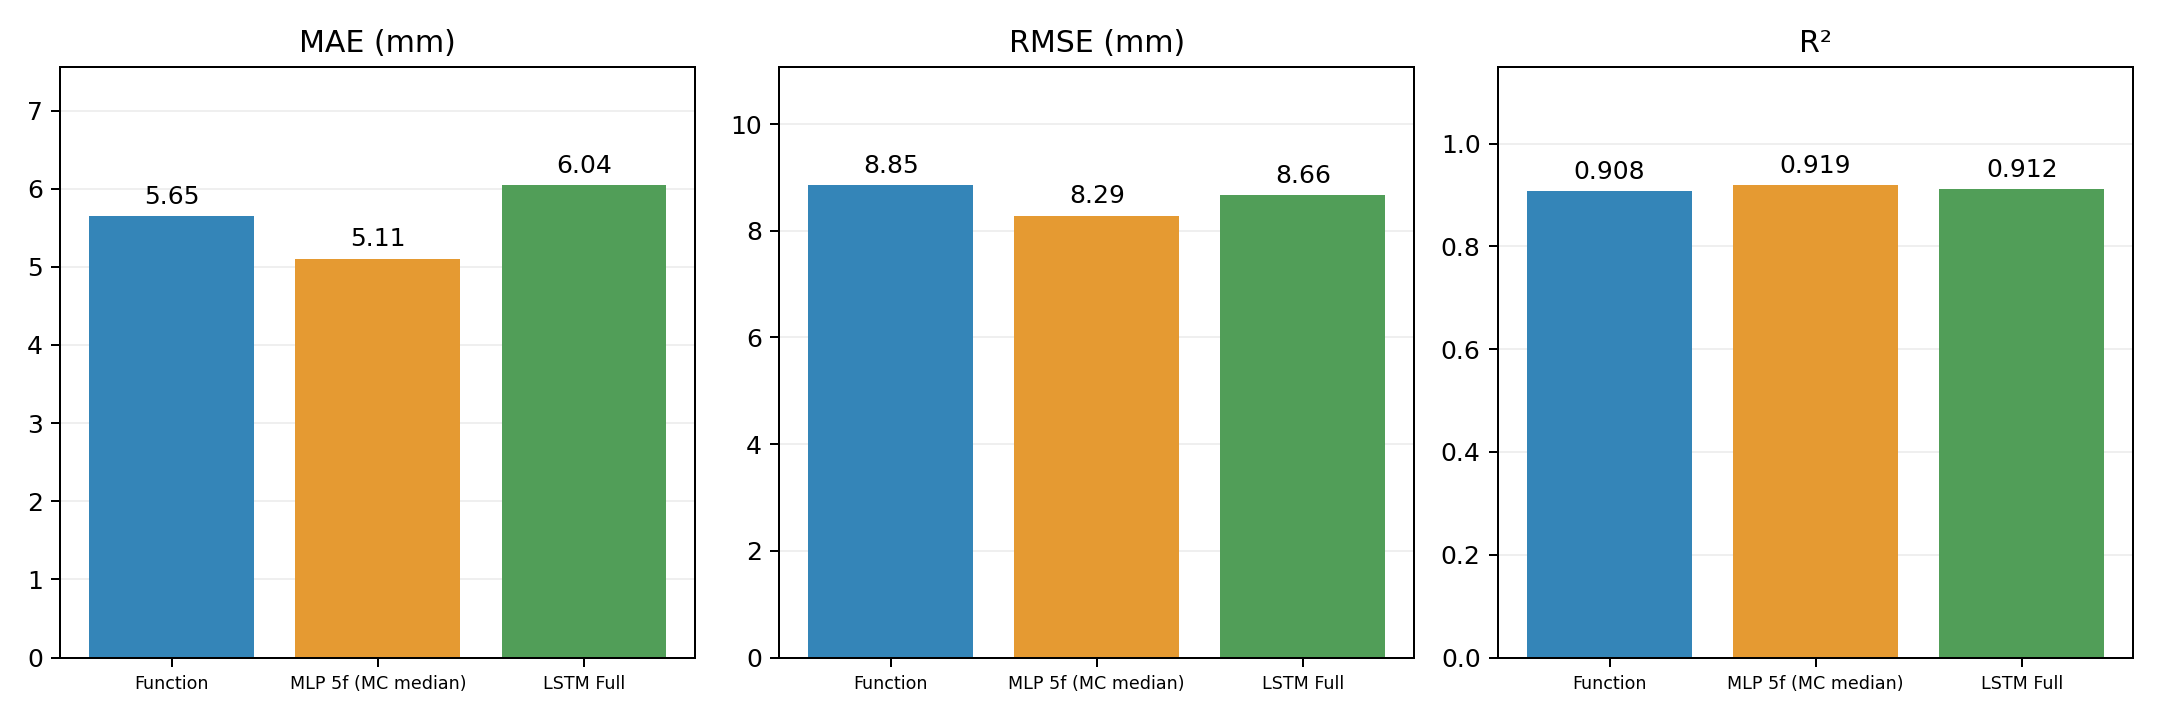 MAE (mm)
7
6
5
4
3
2
1
0
5.65
5.11
6.04
Function
MLP 5f (MC median)
LSTM Full
RMSE (mm)
10
8
6
4
2
0
8.85
8.29
8.66
Function
MLP 5f (MC median)
LSTM Full
R²
1.0
0.8
0.6
0.4
0.2
0.0
0.908
0.919
0.912
Function
MLP 5f (MC median)
LSTM Full